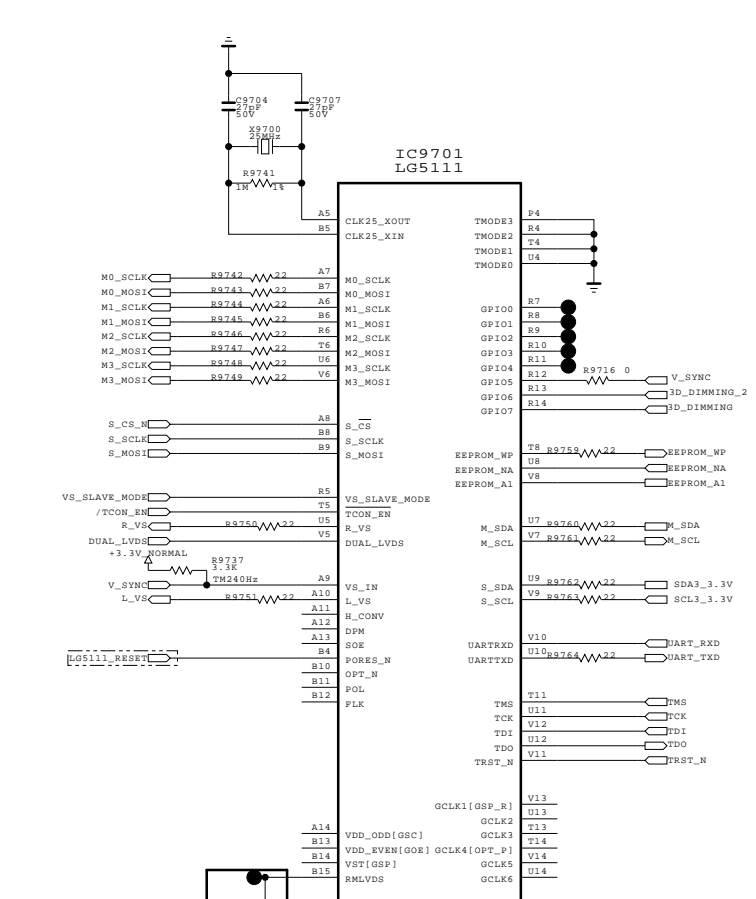 C9704 C9707
27pF 27pF
50V 50V
X9700
25MHz
R9741
1M 1%
IC9701
LG5111
A5 CLK25_XOUT
B5 CLK25_XIN
TMODE3 P4
TMODE2 R4
TMODE1 T4
TMODE0 U4
M0_SCLK R9742 22 A7 M0_SCLK
M0_MOSI R9743 22 B7 M0_MOSI
M1_SCLK R9744 22 A6 M1_SCLK
M1_MOSI R9745 22 B6 M1_MOSI
M2_SCLK R9746 22 R6 M2_SCLK
M2_MOSI R9747 22 T6 M2_MOSI
M3_SCLK R9748 22 U6 M3_SCLK
M3_MOSI R9749 22 V6 M3_MOSI
GPIO0 R7
GPIO1 R8
GPIO2 R9
GPIO3 R10
GPIO4 R11
GPIO5 R12 R9716 0 V_SYNC
GPIO6 R13 3D_DIMMING_2
GPIO7 R14 3D_DIMMING
S_CS_N A8 S_CS
S_SCLK B8 S_SCLK
S_MOSI B9 S_MOSI
EEPROM_WP T8 R9759 22 EEPROM_WP
EEPROM_NA U8 EEPROM_NA
EEPROM_A1 V8 EEPROM_A1
VS_SLAVE_MODE R5 VS_SLAVE_MODE
/TCON_EN T5 TCON_EN
R_VS R9750 22 U5 R_VS
DUAL_LVDS V5 DUAL_LVDS
M_SDA U7 R9760 22 M_SDA
M_SCL V7 R9761 22 M_SCL
+3.3V_NORMAL
R9737
3.3K
V_SYNC TM240Hz A9 VS_IN
L_VS R9751 22 A10 L_VS
A11 H_CONV
A12 DPM
A13 SOE
LG5111_RESET B4 PORES_N
B10 OPT_N
B11 POL
B12 FLK
S_SDA U9 R9762 22 SDA3_3.3V
S_SCL V9 R9763 22 SCL3_3.3V
UARTRXD V10 UART_RXD
UARTTXD U10 R9764 22 UART_TXD
TMS T11 TMS
TCK U11 TCK
TDI V12 TDI
TDO U12 TDO
TRST_N V11 TRST_N
GCLK1[GSP_R] V13
GCLK2 U13
A14 VDD_ODD[GSC] GCLK3 T13
B13 VDD_EVEN[GOE] GCLK4[OPT_P] T14
B14 VST[GSP] GCLK5 V14
B15 RMLVDS GCLK6 U14